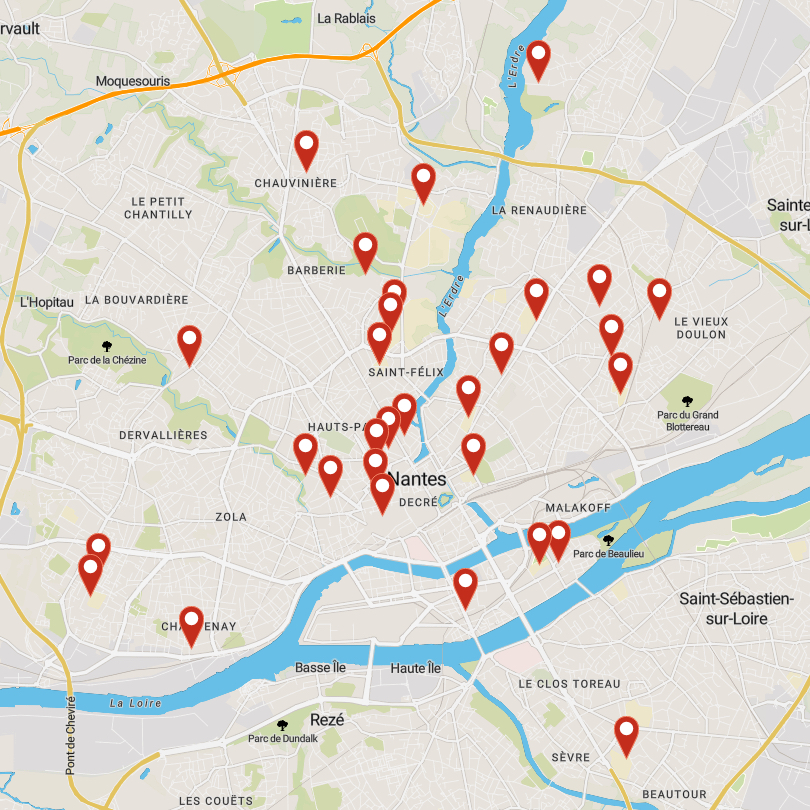 La Rablais
rvault
L'Erdre
Moquesouris
CHAUVINIÈRE
LE PETIT
CHANTILLY
LA RENAUDIÈRE
Sainte
sur-L
BARBERIE
L'Erdre
L'Hopitau
LA BOUVARDIÈRE
LE VIEUX
DOULON
Parc de la Chézine
SAINT-FÉLIX
Parc du Grand
Blottereau
HAUTS-PA
DERVALLIÈRES
Nantes
DECRÉ
MALAKOFF
ZOLA
Parc de Beaulieu
Saint-Sébastien-
sur-Loire
CH
TENAY
Basse Île
Haute Île
LE CLOS TOREAU
La Loire
Pont de Cheviré
Rezé
Parc de Dundalk
SÈVRE
BEAUTOUR
LES COUËTS